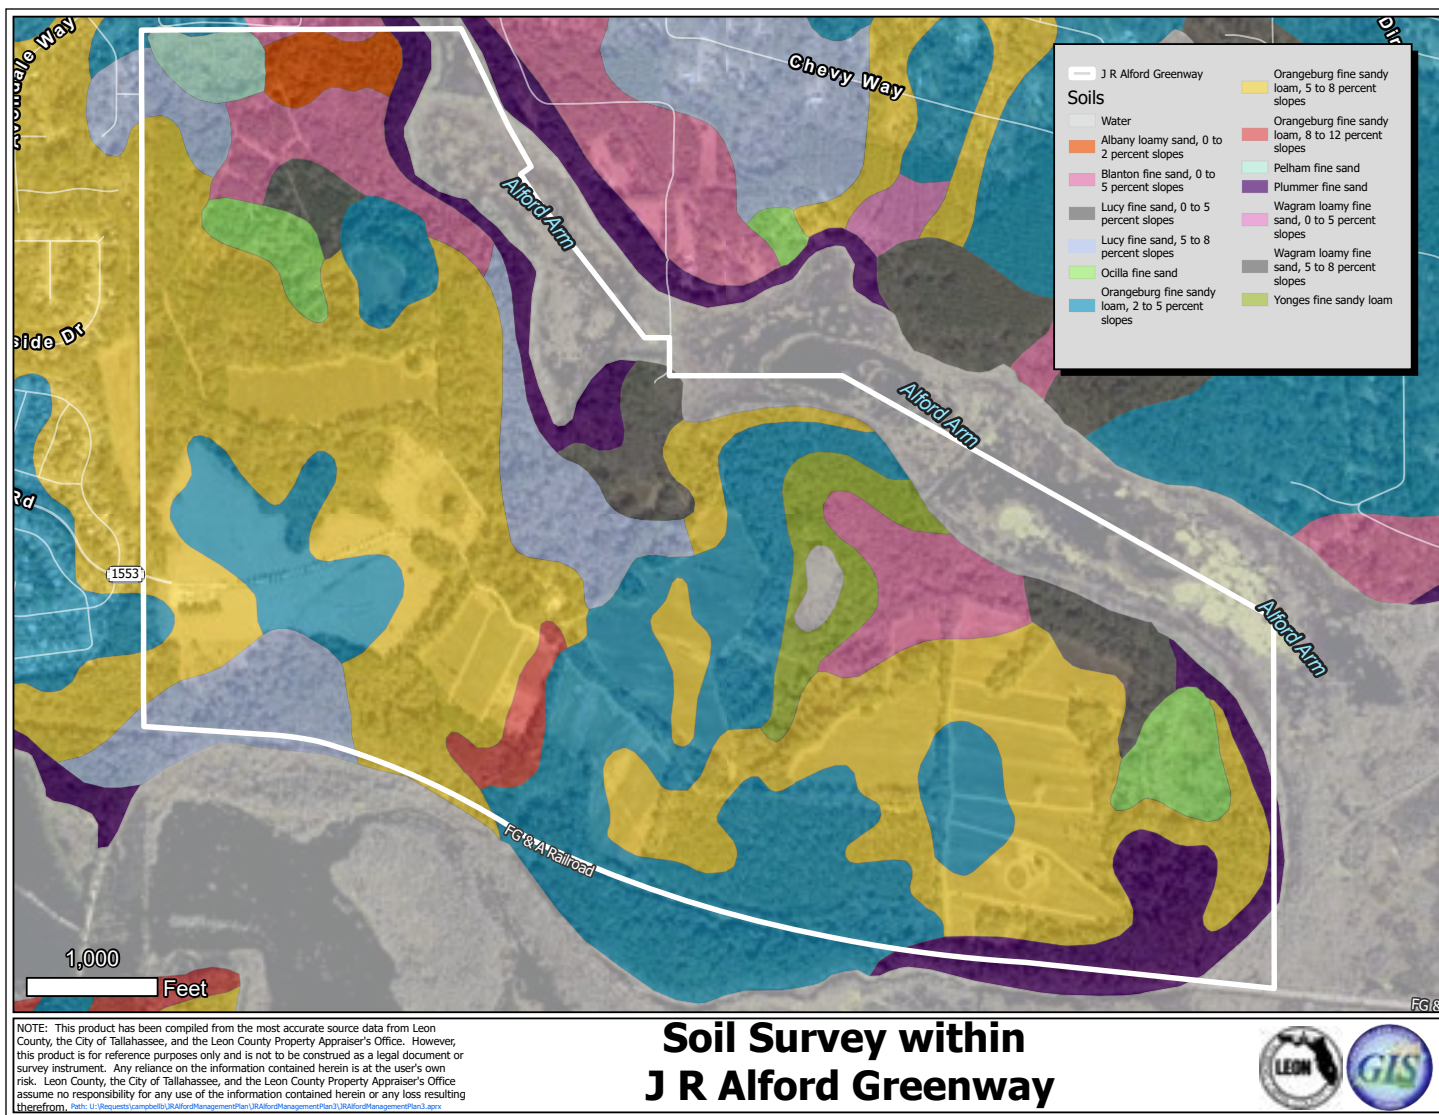 Avondale Way
Chevy Way
Dir
J R Alford Greenway
Soils
Water
Albany loamy sand, 0 to
2 percent slopes
Blanton fine sand, 0 to
5 percent slopes
Lucy fine sand, 0 to 5
percent slopes
Lucy fine sand, 5 to 8
percent slopes
Ocilla fine sand
Orangeburg fine sandy
loam, 2 to 5 percent
slopes
Orangeburg fine sandy
loam, 5 to 8 percent
slopes
Orangeburg fine sandy
loam, 8 to 12 percent
slopes
Pelham fine sand
Plummer fine sand
Wagram loamy fine
sand, 0 to 5 percent
slopes
Wagram loamy fine
sand, 5 to 8 percent
slopes
Yonges fine sandy loam
Alford Arm
side Dr
Alford Arm
Rd
1553
Alford Arm
FG & A Railroad
1,000
Feet
FG &
NOTE: This product has been compiled from the most accurate source data from Leon
County, the City of Tallahassee, and the Leon County Property Appraiser's Office. However,
this product is for reference purposes only and is not to be construed as a legal document or
survey instrument. Any reliance on the information contained herein is at the user's own
risk. Leon County, the City of Tallahassee, and the Leon County Property Appraiser's Office
assume no responsibility for any use of the information contained herein or any loss resulting
therefrom. Path: U:\Requests\campbellb\JRAlfordManagementPlan\JRAlfordManagementPlan3\JRAlfordManagementPlan3.aprx
Soil Survey within
J R Alford Greenway
LEON
GIS